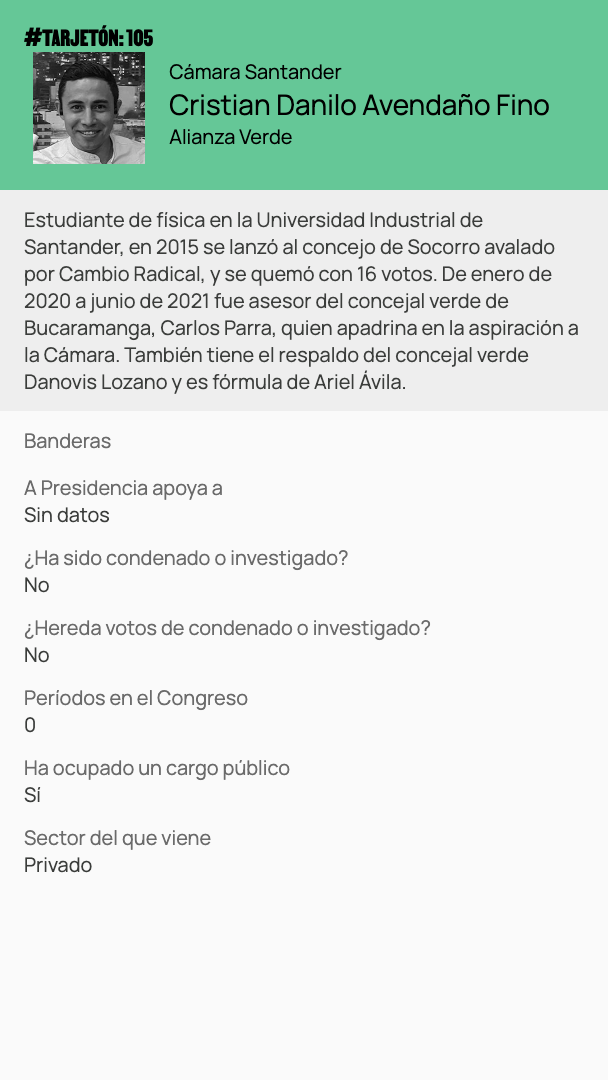 #TARJETÓN: 105
Cámara Santander
Cristian Danilo Avendaño Fino
Alianza Verde
Estudiante de física en la Universidad Industrial de
Santander, en 2015 se lanzó al concejo de Socorro avalado
por Cambio Radical, y se quemó con 16 votos. De enero de
2020 a junio de 2021 fue asesor del concejal verde de
Bucaramanga, Carlos Parra, quien apadrina en la aspiración a
la Cámara. También tiene el respaldo del concejal verde
Danovis Lozano y es fórmula de Ariel Ávila.
Banderas
A Presidencia apoya a
Sin datos
¿Ha sido condenado o investigado?
No
¿Hereda votos de condenado o investigado?
No
Períodos en el Congreso
0
Ha ocupado un cargo público
Sí
Sector del que viene
Privado